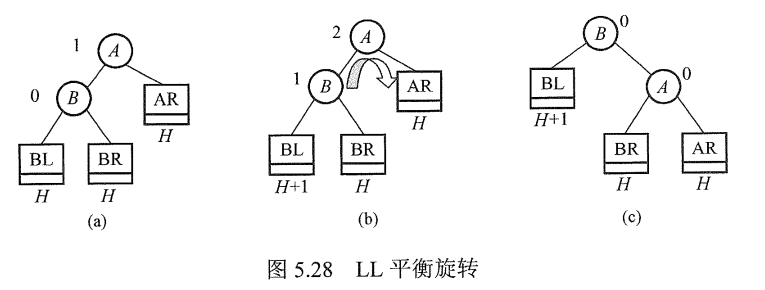 1 A
0 B AR
H
BL BR
H H
(a)
2 A
1 B AR
H
BL BR
H+1 H
(b)
B 0
BL A 0
H+1
BR AR
H H
(c)
图 5.28 LL 平衡旋转